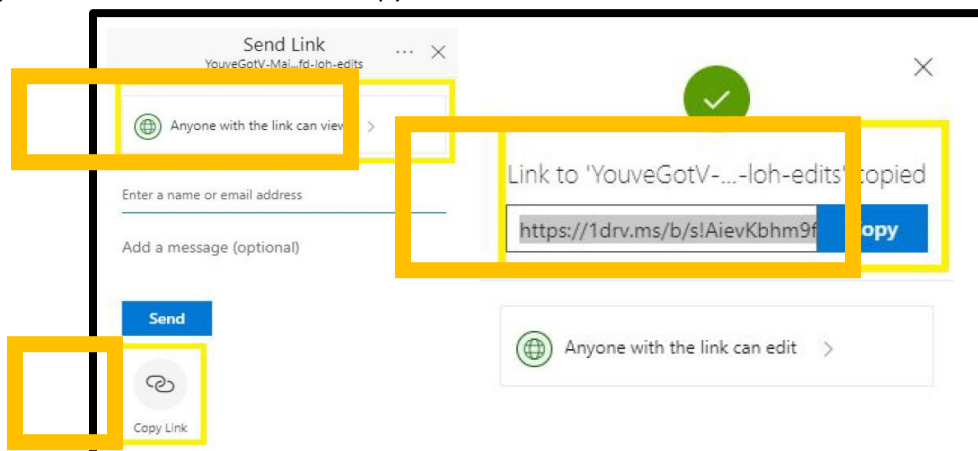 Send Link
YouveGotV-Mai...fd-loh-edits
Anyone with the link can view
Enter a name or email address
Add a message (optional)
Send
Copy Link
Link to 'YouveGotV-...-loh-edits' copied
https://1drv.ms/b/s!AievKbhm9f
Anyone with the link can edit